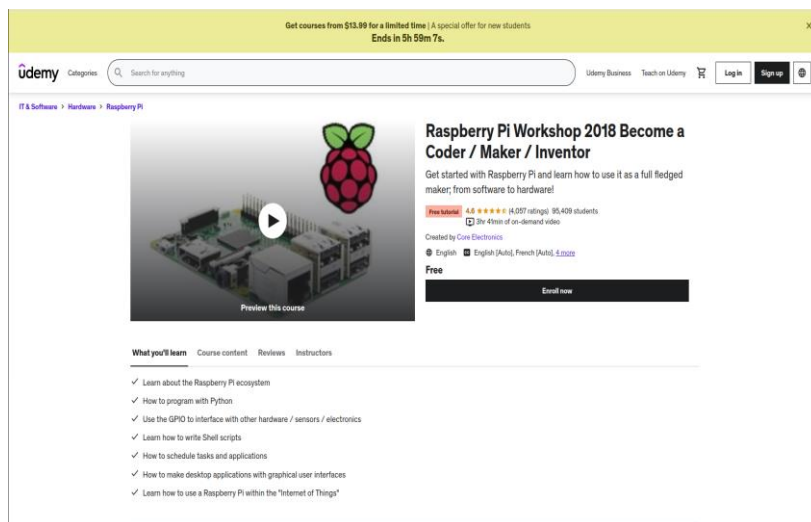 Get courses from $13.99 for a limited time | A special offer for new students
Ends in 5h 59m 7s.
ûdemy Categories Search for anything Udemy Business Teach on Udemy Log in Sign up
IT & Software > Hardware > Raspberry Pi
Raspberry Pi Workshop 2018 Become a
Coder / Maker / Inventor
Get started with Raspberry Pi and learn how to use it as a full fledged
maker; from software to hardware!
Free tutorial 4.6 (4,057 ratings) 95,409 students
3hr 41min of on-demand video
Created by Core Electronics
English English [Auto], French [Auto], 4 more
Free
Enroll now
Preview this course
What you'll learn Course content Reviews Instructors
Learn about the Raspberry Pi ecosystem
How to program with Python
Use the GPIO to interface with other hardware / sensors / electronics
Learn how to write Shell scripts
How to schedule tasks and applications
How to make desktop applications with graphical user interfaces
Learn how to use a Raspberry Pi within the "Internet of Things"